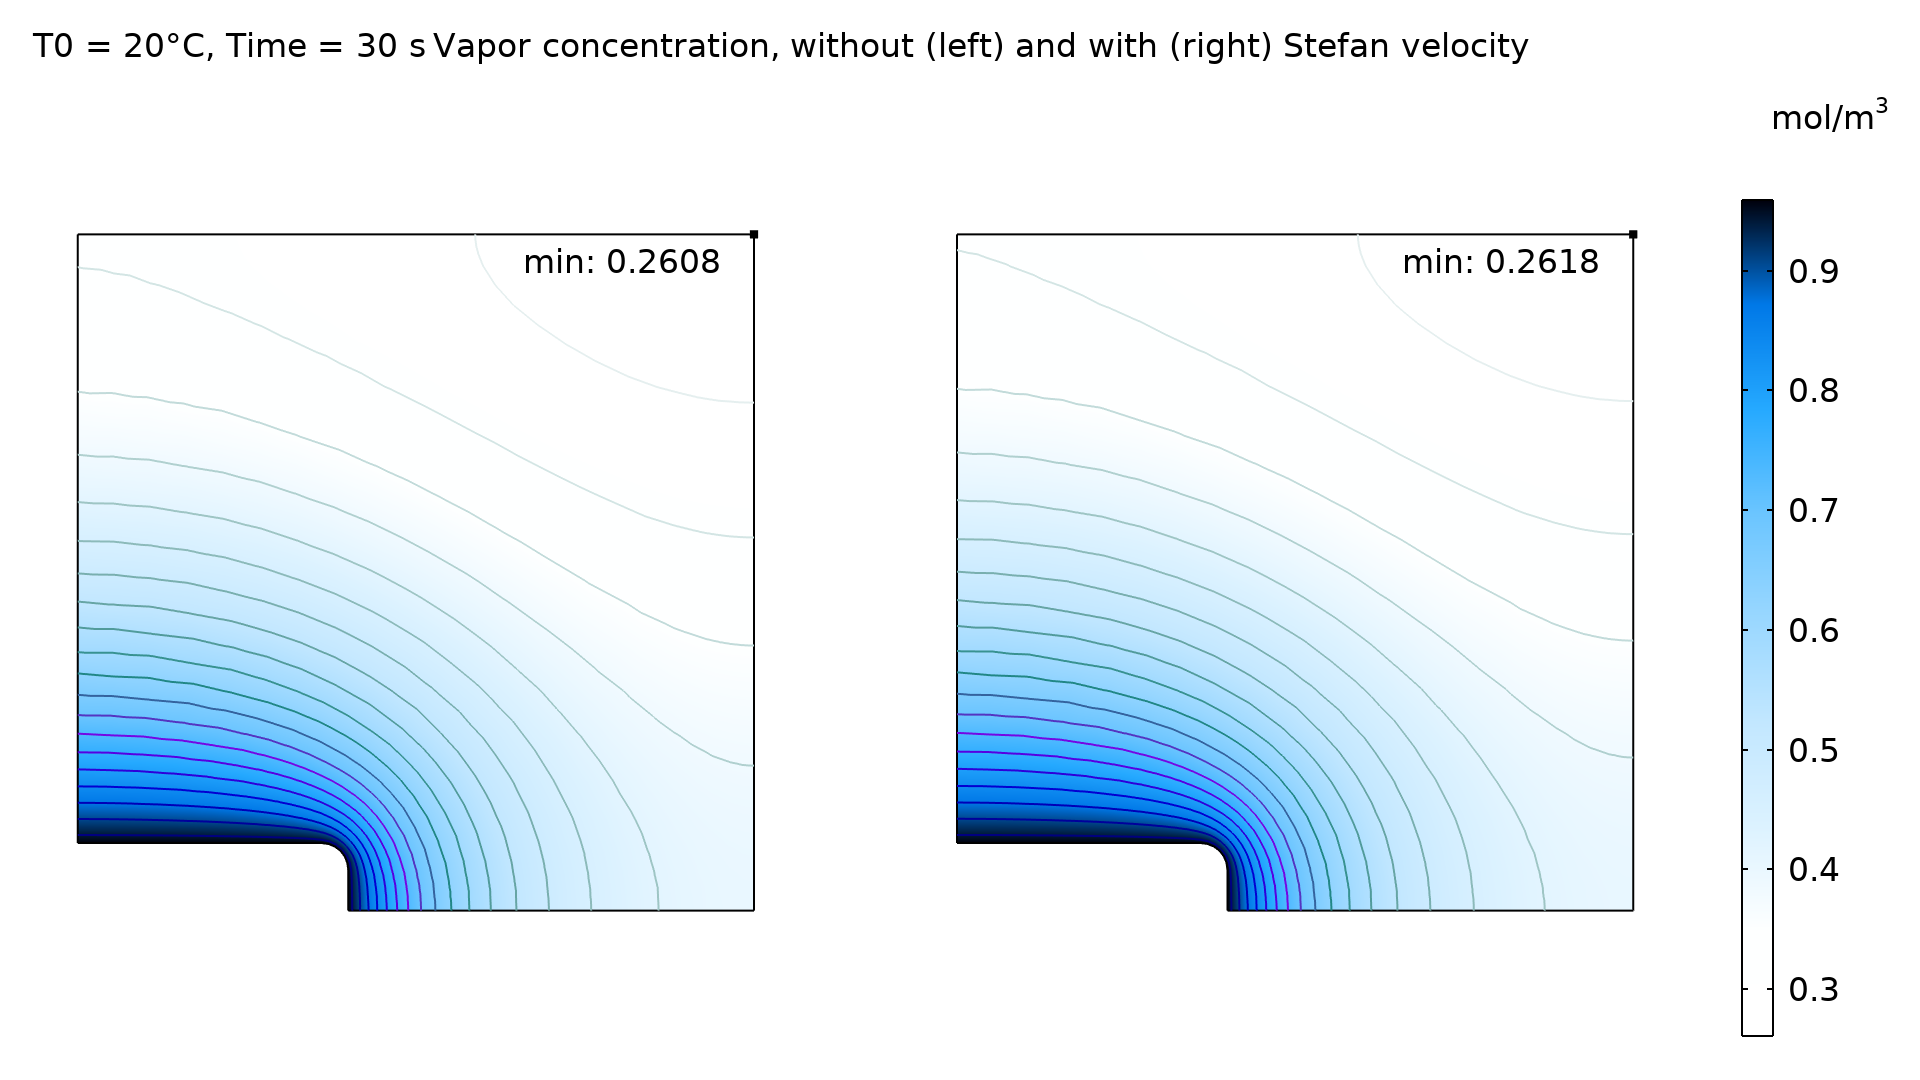 T0 = 20°C, Time = 30 s Vapor concentration, without (left) and with (right) Stefan velocity
mol/m³
min: 0.2608
min: 0.2618
0.9
0.8
0.7
0.6
0.5
0.4
0.3